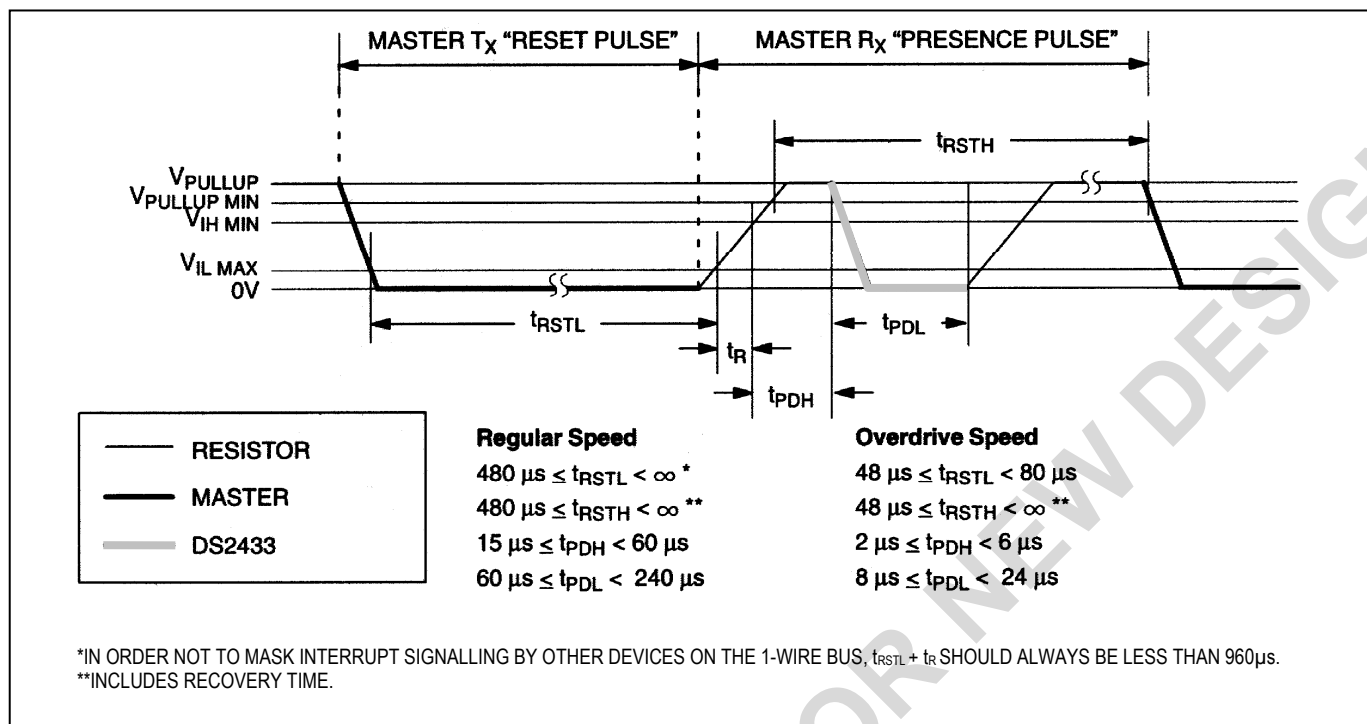 MASTER TX "RESET PULSE" MASTER RX "PRESENCE PULSE"
tRSTH
VPULLUP
VPULLUP MIN
VIH MIN
VIL MAX
0V
tRSTL
tPDL
tR
tPDH
RESISTOR
MASTER
DS2433
Regular Speed
480 µs ≤ tRSTL < ∞ *
480 µs ≤ tRSTH < ∞ **
15 µs ≤ tPDH < 60 µs
60 µs ≤ tPDL < 240 µs
Overdrive Speed
48 µs ≤ tRSTL < 80 µs
48 µs ≤ tRSTH < ∞ **
2 µs ≤ tPDH < 6 µs
8 µs ≤ tPDL < 24 µs
*IN ORDER NOT TO MASK INTERRUPT SIGNALLING BY OTHER DEVICES ON THE 1-WIRE BUS, tRSTL + tR SHOULD ALWAYS BE LESS THAN 960µs.
**INCLUDES RECOVERY TIME.
OR NEW DESIG